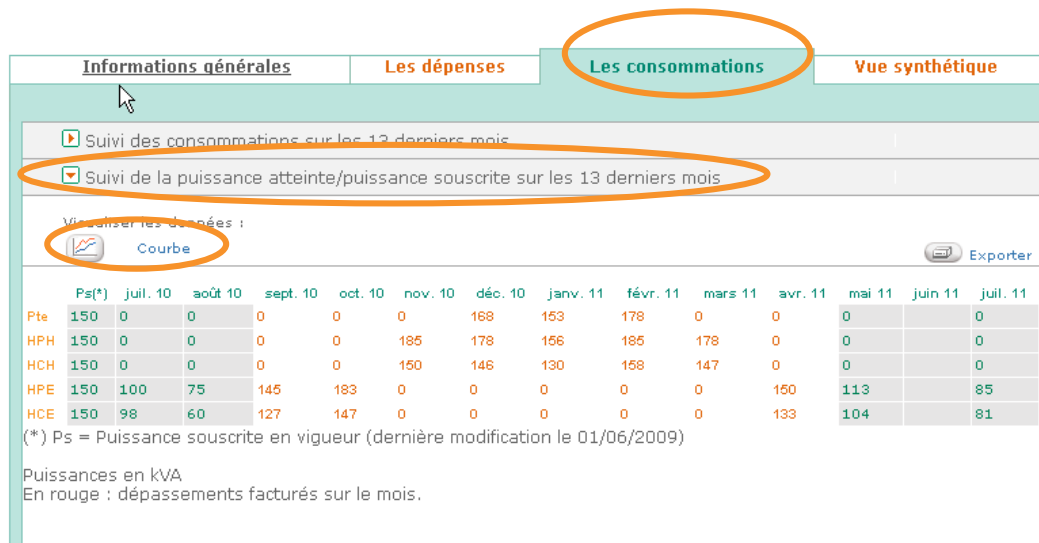 Informations générales Les dépenses Les consommations Vue synthétique
Suivi des consommations sur les 13 derniers mois
Suivi de la puissance atteinte/puissance souscrite sur les 13 derniers mois
Visualiser les données :
Courbe Exporter
Ps(*) juil. 10 août 10 sept. 10 oct. 10 nov. 10 déc. 10 janv. 11 févr. 11 mars 11 avr. 11 mai 11 juin 11 juil. 11
Pte 150 0 0 0 0 0 168 153 178 0 0 0 0
HPH 150 0 0 0 0 185 178 156 185 178 0 0 0
HCH 150 0 0 0 0 150 146 130 158 147 0 0 0
HPE 150 100 75 145 183 0 0 0 0 0 150 113 85
HCE 150 98 60 127 147 0 0 0 0 0 133 104 81
(*) Ps = Puissance souscrite en vigueur (dernière modification le 01/06/2009)
Puissances en kVA
En rouge : dépassements facturés sur le mois.